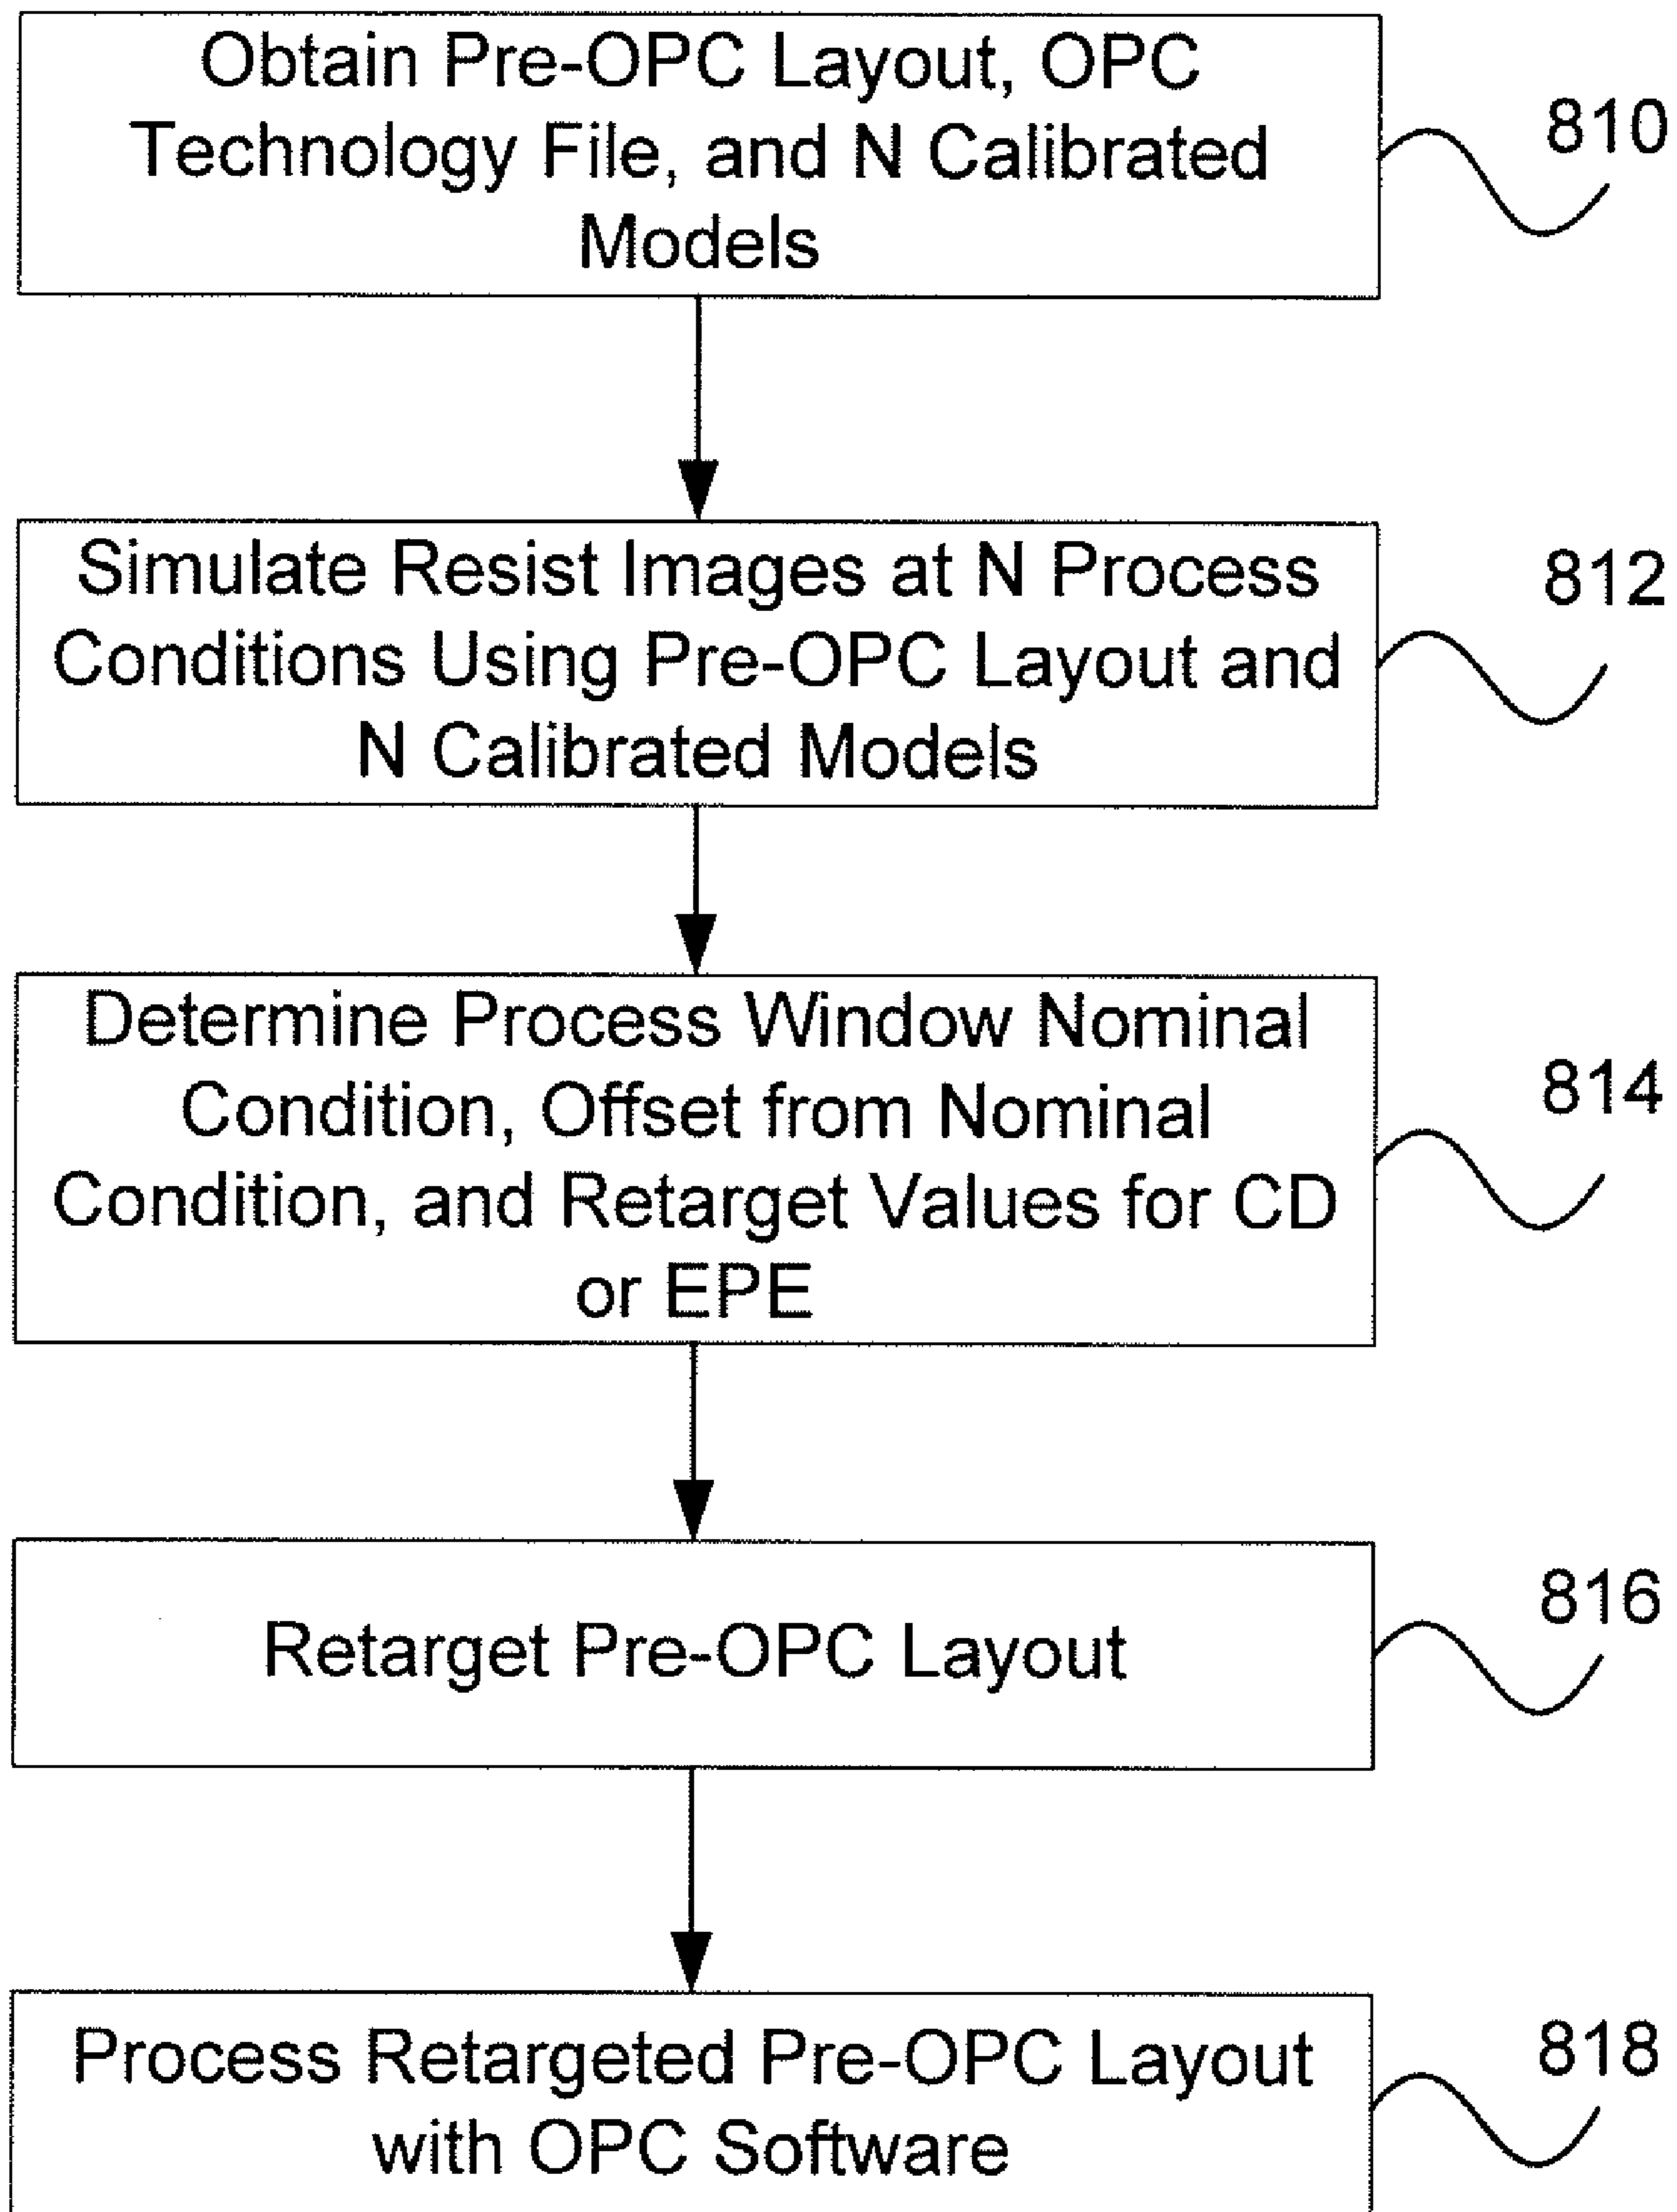 Obtain Pre-OPC Layout, OPC
Technology File, and N Calibrated
Models
810
Simulate Resist Images at N Process
Conditions Using Pre-OPC Layout and
N Calibrated Models
812
Determine Process Window Nominal
Condition, Offset from Nominal
Condition, and Retarget Values for CD
or EPE
814
Retarget Pre-OPC Layout
816
Process Retargeted Pre-OPC Layout
with OPC Software
818